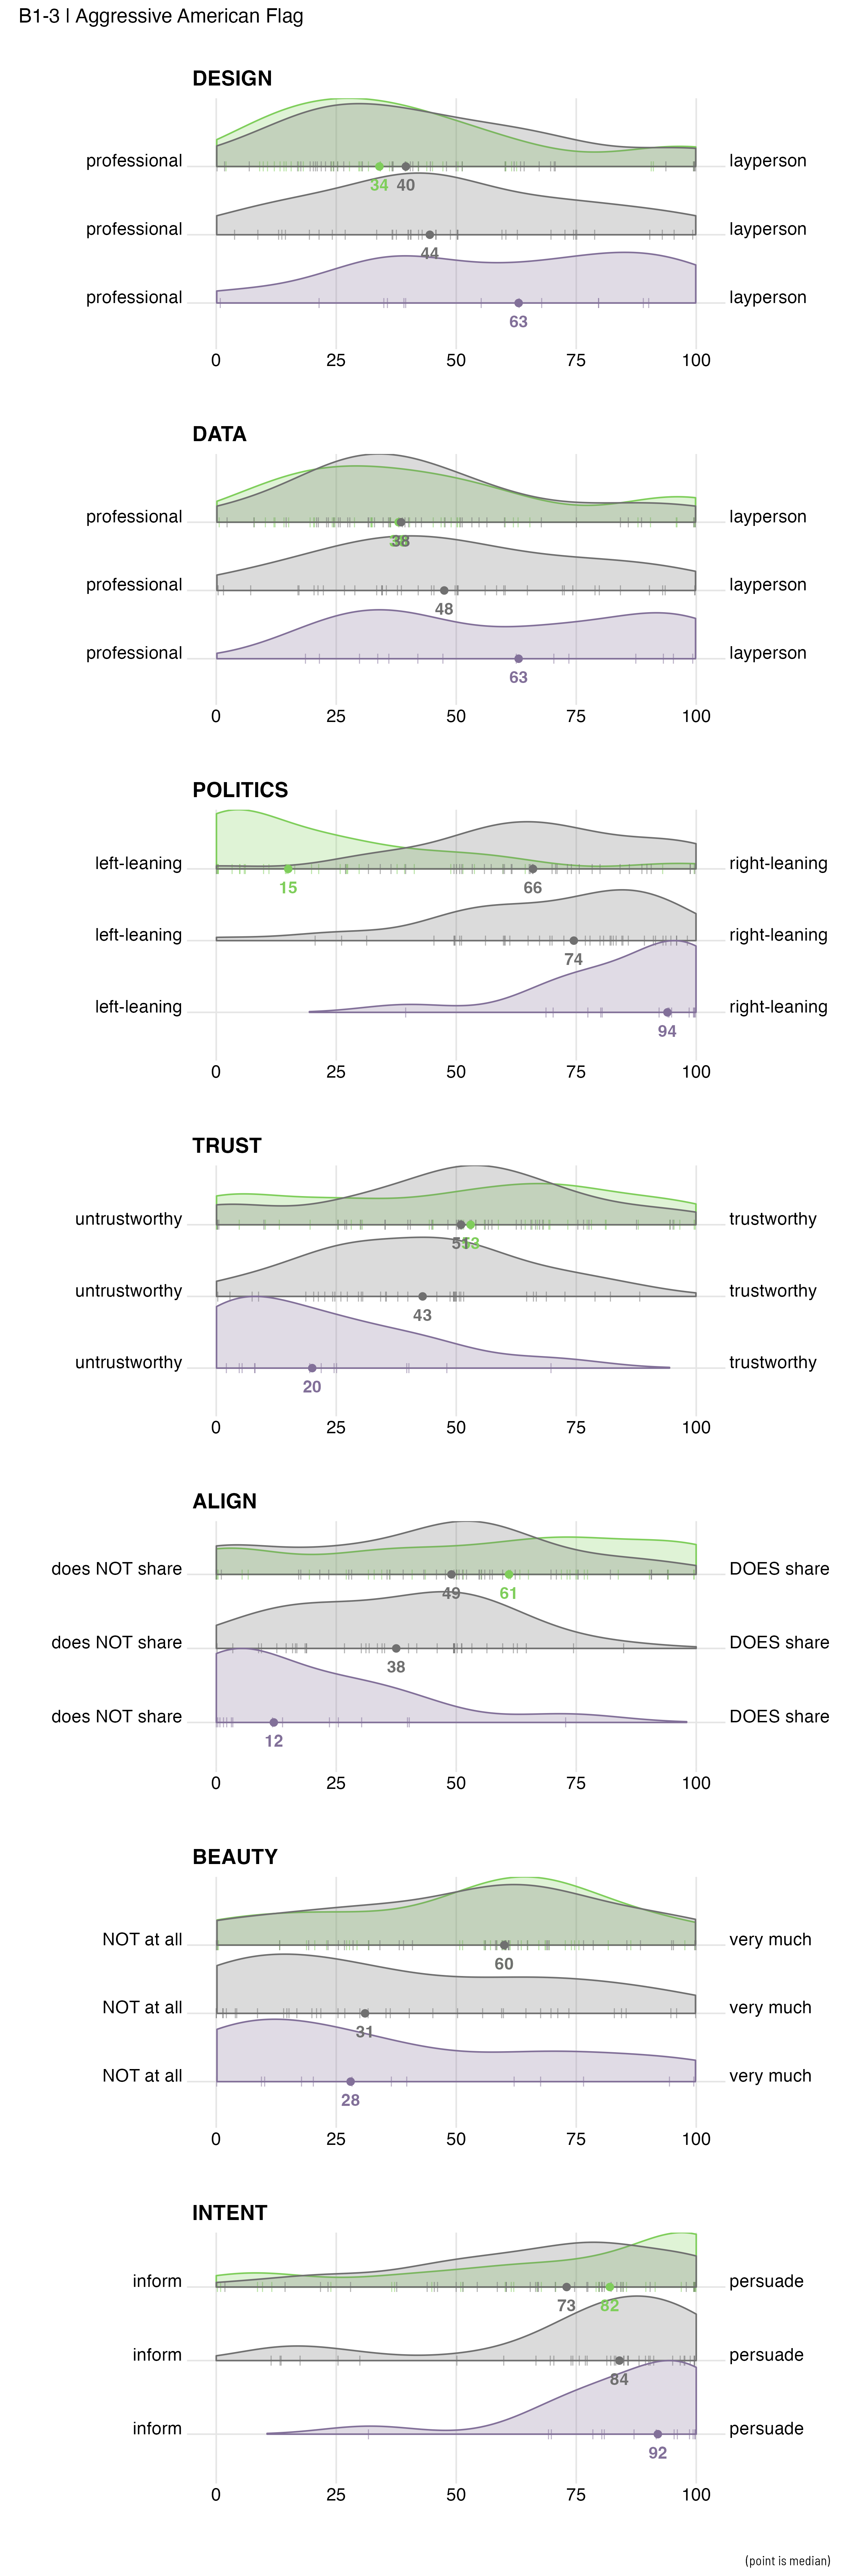 B1-3 | Aggressive American Flag
DESIGN
professional layperson
34 40
professional layperson
44
professional layperson
63
0 25 50 75 100
DATA
professional layperson
38
professional layperson
48
professional layperson
63
0 25 50 75 100
POLITICS
left-leaning right-leaning
15 66
left-leaning right-leaning
74
left-leaning right-leaning
94
0 25 50 75 100
TRUST
untrustworthy trustworthy
51 53
untrustworthy trustworthy
43
untrustworthy trustworthy
20
0 25 50 75 100
ALIGN
does NOT share DOES share
49 61
does NOT share DOES share
38
does NOT share DOES share
12
0 25 50 75 100
BEAUTY
NOT at all very much
60
NOT at all very much
31
NOT at all very much
28
0 25 50 75 100
INTENT
inform persuade
73 82
inform persuade
84
inform persuade
92
0 25 50 75 100
(point is median)